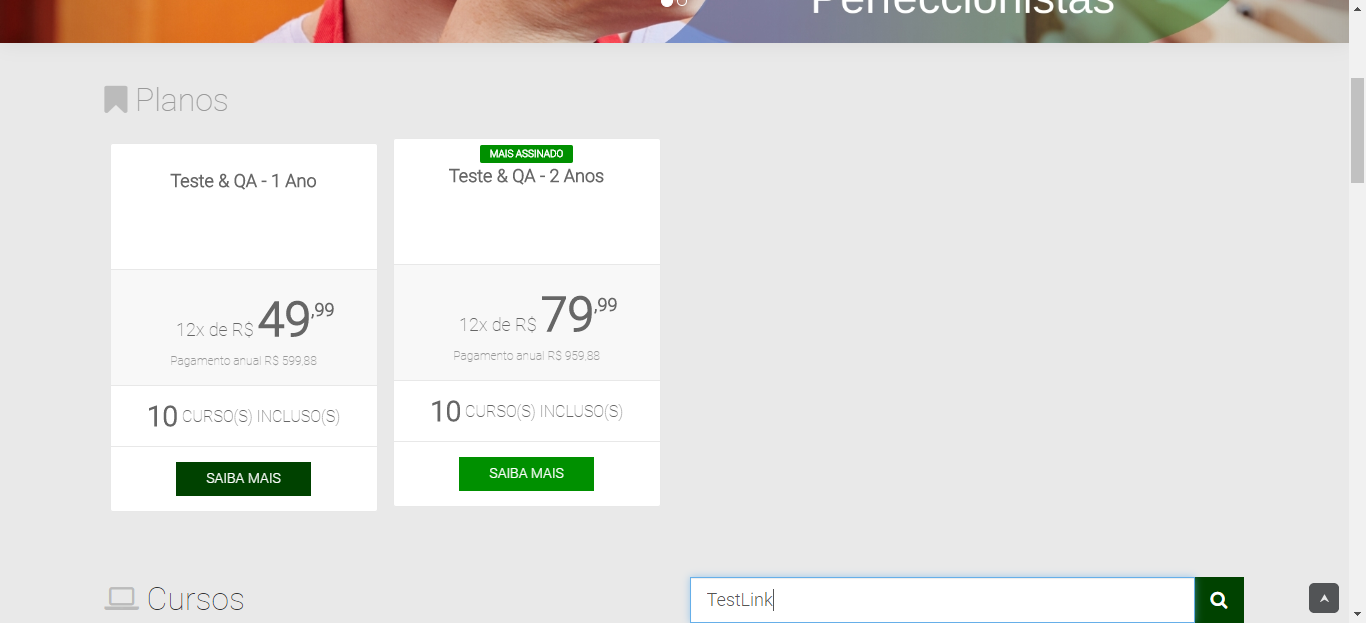 Perfeccionistas
Planos
Teste & QA - 1 Ano
12x de R$ 49,99
Pagamento anual R$ 599,88
10 CURSO(S) INCLUSO(S)
SAIBA MAIS
MAIS ASSINADO
Teste & QA - 2 Anos
12x de R$ 79,99
Pagamento anual R$ 959,88
10 CURSO(S) INCLUSO(S)
SAIBA MAIS
Cursos
TestLink